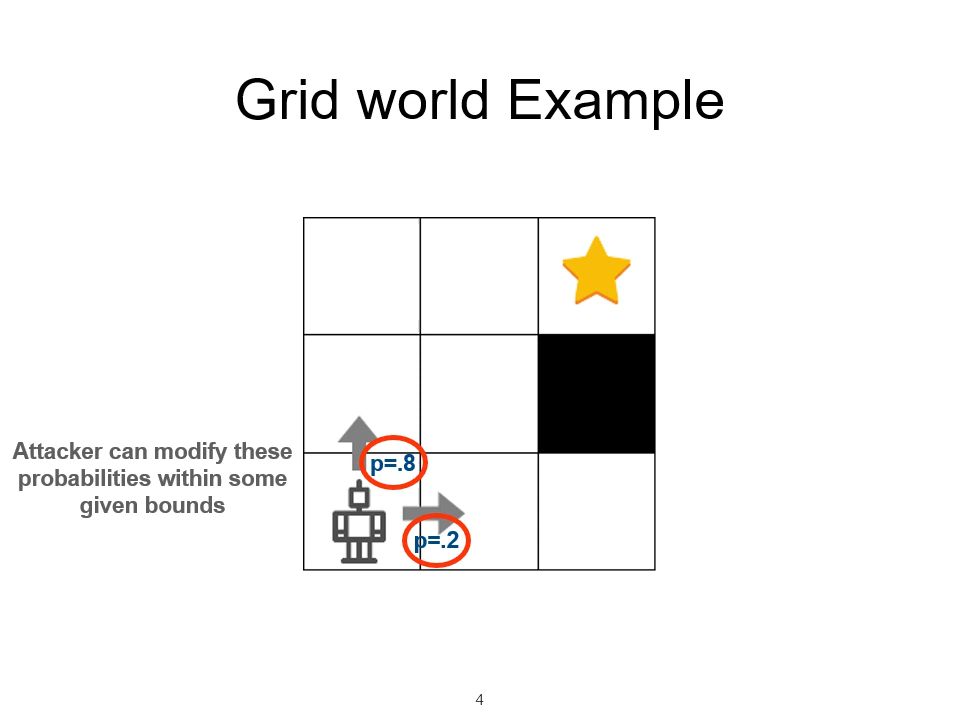 Grid world Example
Attacker can modify these
probabilities within some
given bounds
p=.8
p=.2
4